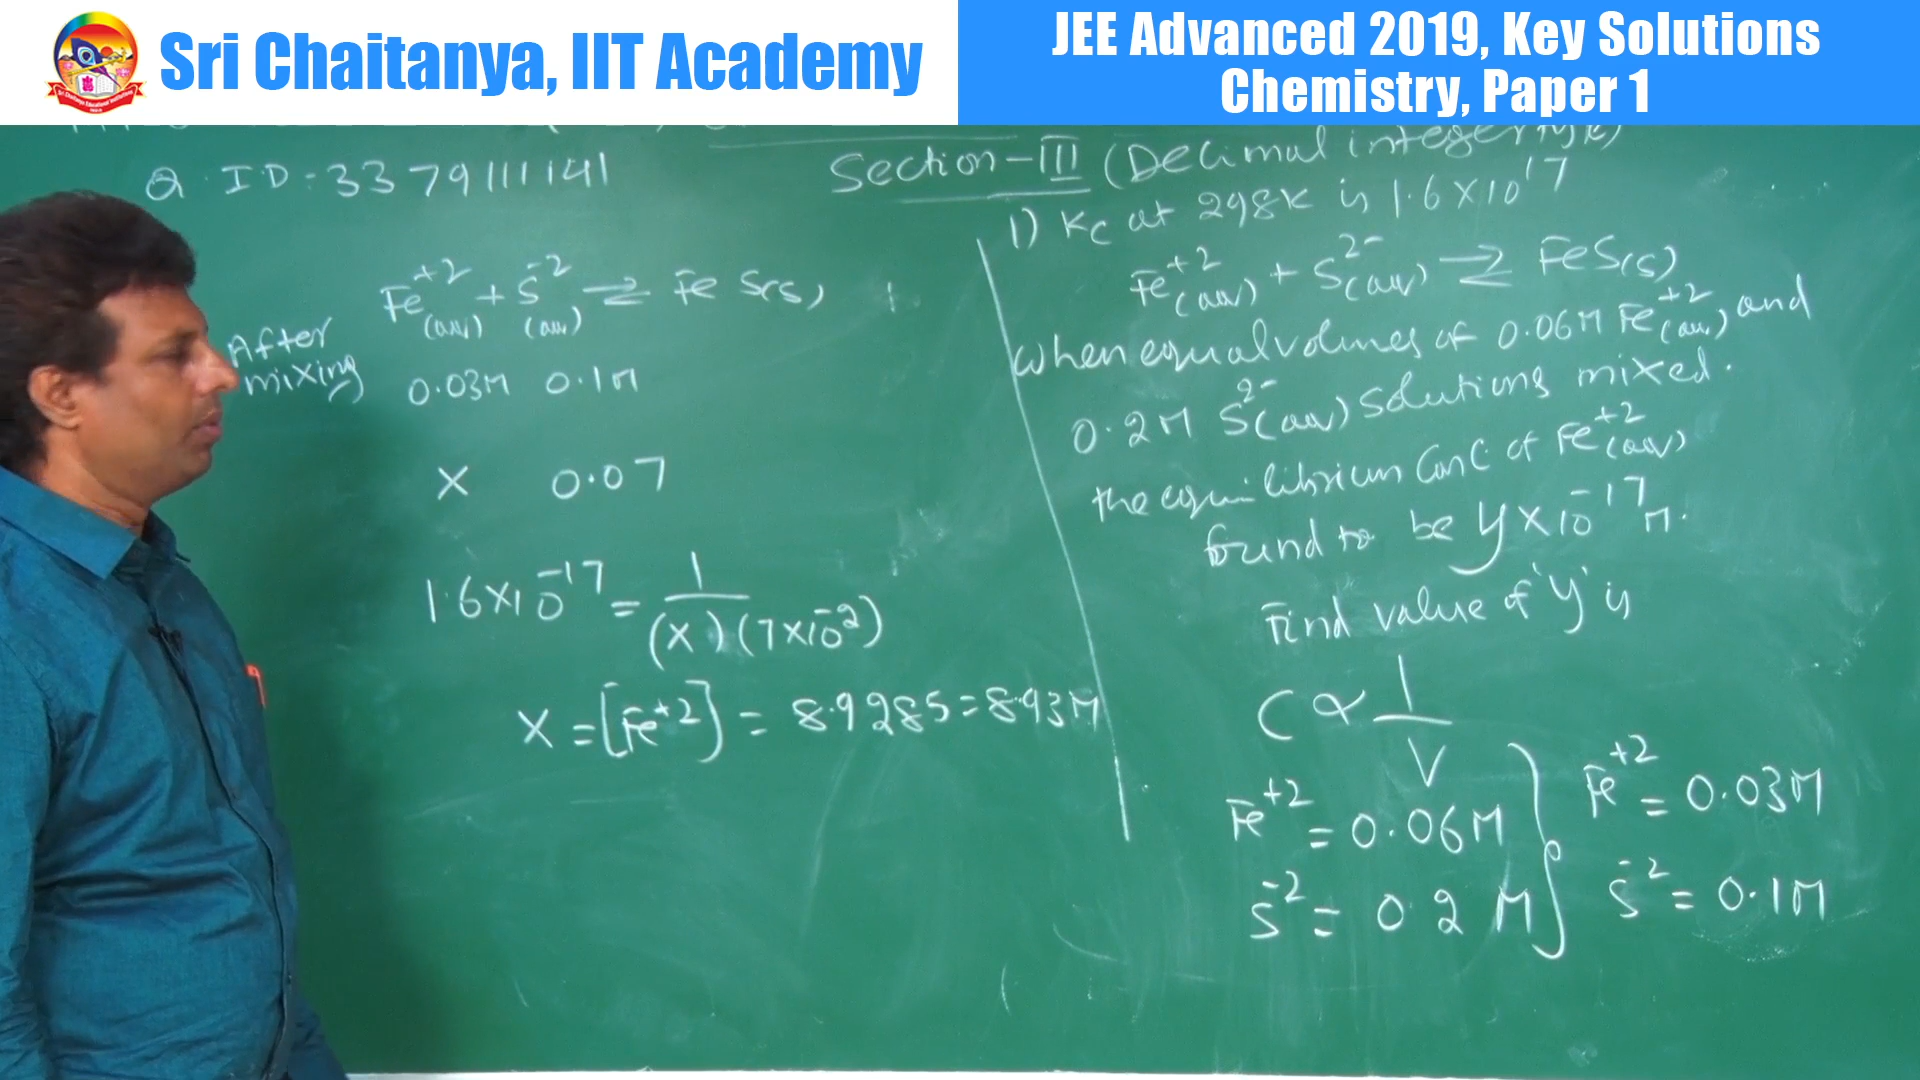 Sri Chaitanya, IIT Academy
JEE Advanced 2019, Key Solutions
Chemistry, Paper 1
Q.ID:33791111141
Fe⁺²(aq) + S⁻²(aq) ⇌ FeS(s)
After mixing 0.03M 0.1M
x 0.07
1.6×10⁻¹⁷ = 1/(x)(7×10⁻²)
x = [Fe⁺²] = 8.9285 = 8.93M
Section-III (Decimal integer type)
1) Kc at 298K is 1.6×10¹⁷
Fe⁺²(aq) + S²⁻(aq) ⇌ FeS(s)
when equal volumes of 0.06M Fe⁺²(aq) and
0.2M S²⁻(aq) solutions mixed.
the equilibrium Conc. of Fe⁺²(aq)
found to be y×10⁻¹⁷ M.
Find value of 'y' is
C ∝ 1/V
Fe⁺² = 0.06M
S⁻² = 0.2 M
Fe⁺² = 0.03M
S⁻² = 0.1M